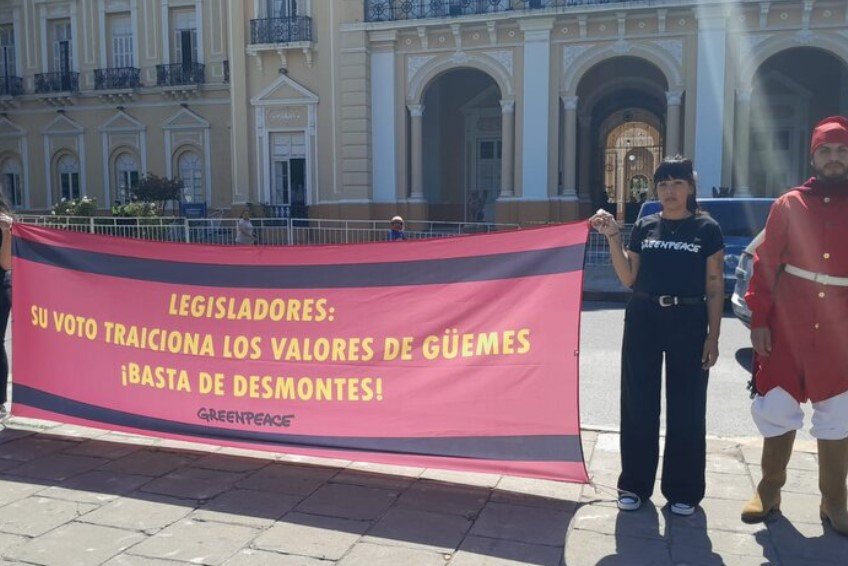 LEGISLADORES:
SU VOTO TRAICIONA LOS VALORES DE GÜEMES
¡BASTA DE DESMONTES!
GREENPEACE
GREENPEACE